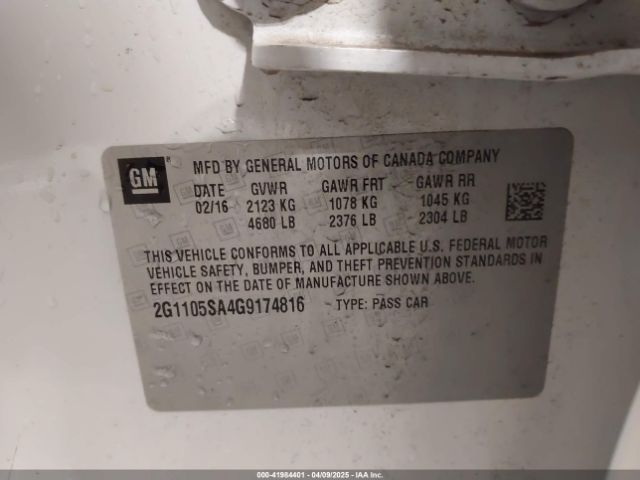 GM ®
MFD BY GENERAL MOTORS OF CANADA COMPANY
DATE GVWR GAWR FRT GAWR RR
02/16 2123 KG 1078 KG 1045 KG
4680 LB 2376 LB 2304 LB
THIS VEHICLE CONFORMS TO ALL APPLICABLE U.S. FEDERAL MOTOR
VEHICLE SAFETY, BUMPER, AND THEFT PREVENTION STANDARDS IN
EFFECT ON THE DATE OF MANUFACTURE SHOWN ABOVE.
2G1105SA4G9174816 TYPE: PASS CAR
000-41984401 - 04/09/2025 - IAAI.COM